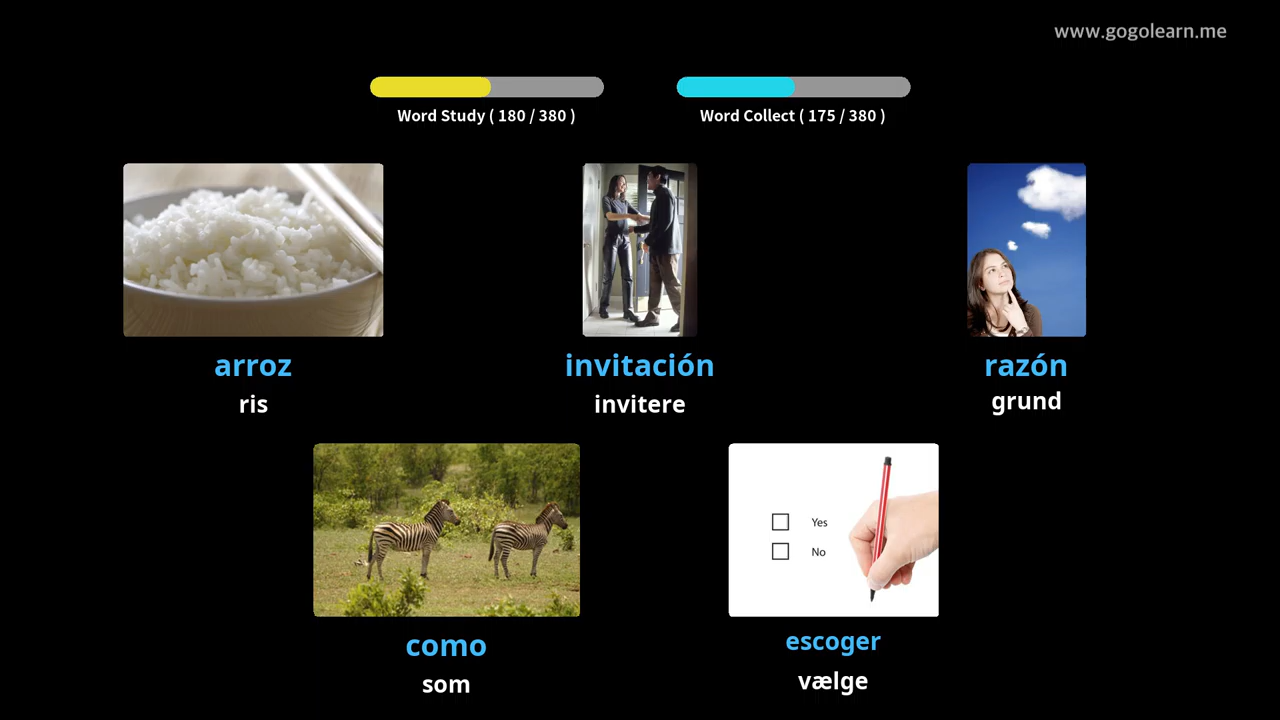 www.gogolearn.me
Word Study ( 180 / 380 )
Word Collect ( 175 / 380 )
arroz
ris
invitación
invitere
razón
grund
Yes
No
como
som
escoger
vælge